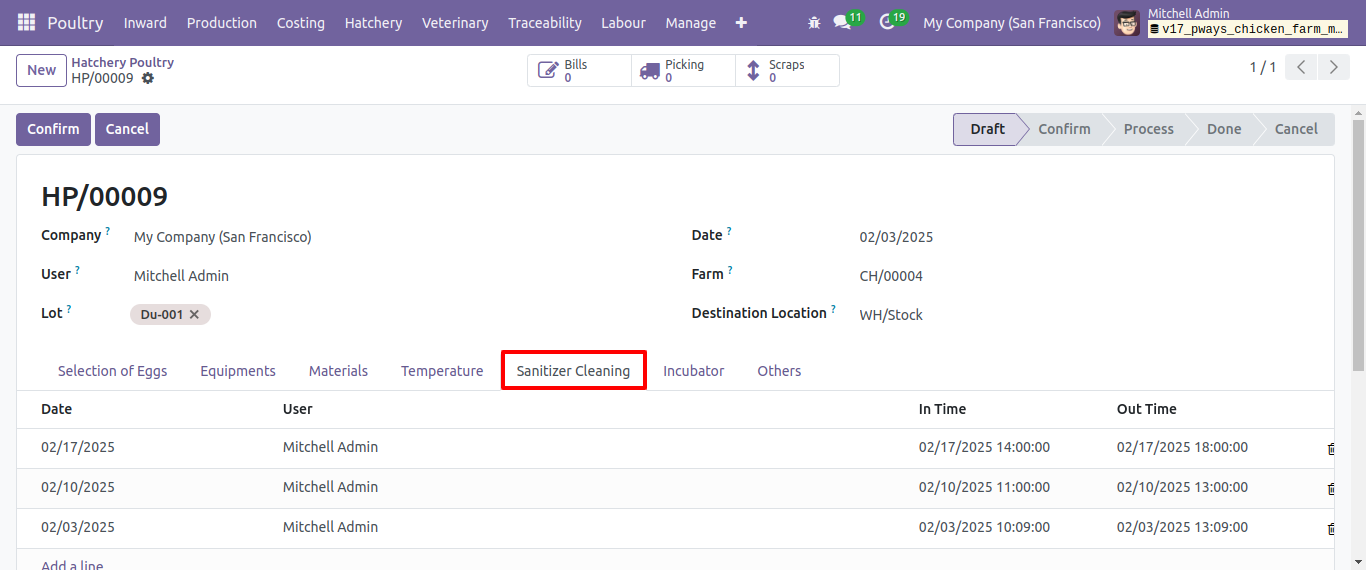 Poultry Inward Production Costing Hatchery Veterinary Traceability Labour Manage 11 19 My Company (San Francisco) Mitchell Admin
v17_pways_chicken_farm_m...
New Hatchery Poultry Bills Picking Scraps
HP/00009 0 0 0 1 / 1
Confirm Cancel Draft Confirm Process Done Cancel
HP/00009
Company ? My Company (San Francisco) Date ? 02/03/2025
User ? Mitchell Admin Farm ? CH/00004
Lot ? Du-001 Destination Location ? WH/Stock
Selection of Eggs Equipments Materials Temperature Sanitizer Cleaning Incubator Others
Date User In Time Out Time
02/17/2025 Mitchell Admin 02/17/2025 14:00:00 02/17/2025 18:00:00
02/10/2025 Mitchell Admin 02/10/2025 11:00:00 02/10/2025 13:00:00
02/03/2025 Mitchell Admin 02/03/2025 10:09:00 02/03/2025 13:09:00
Add a line